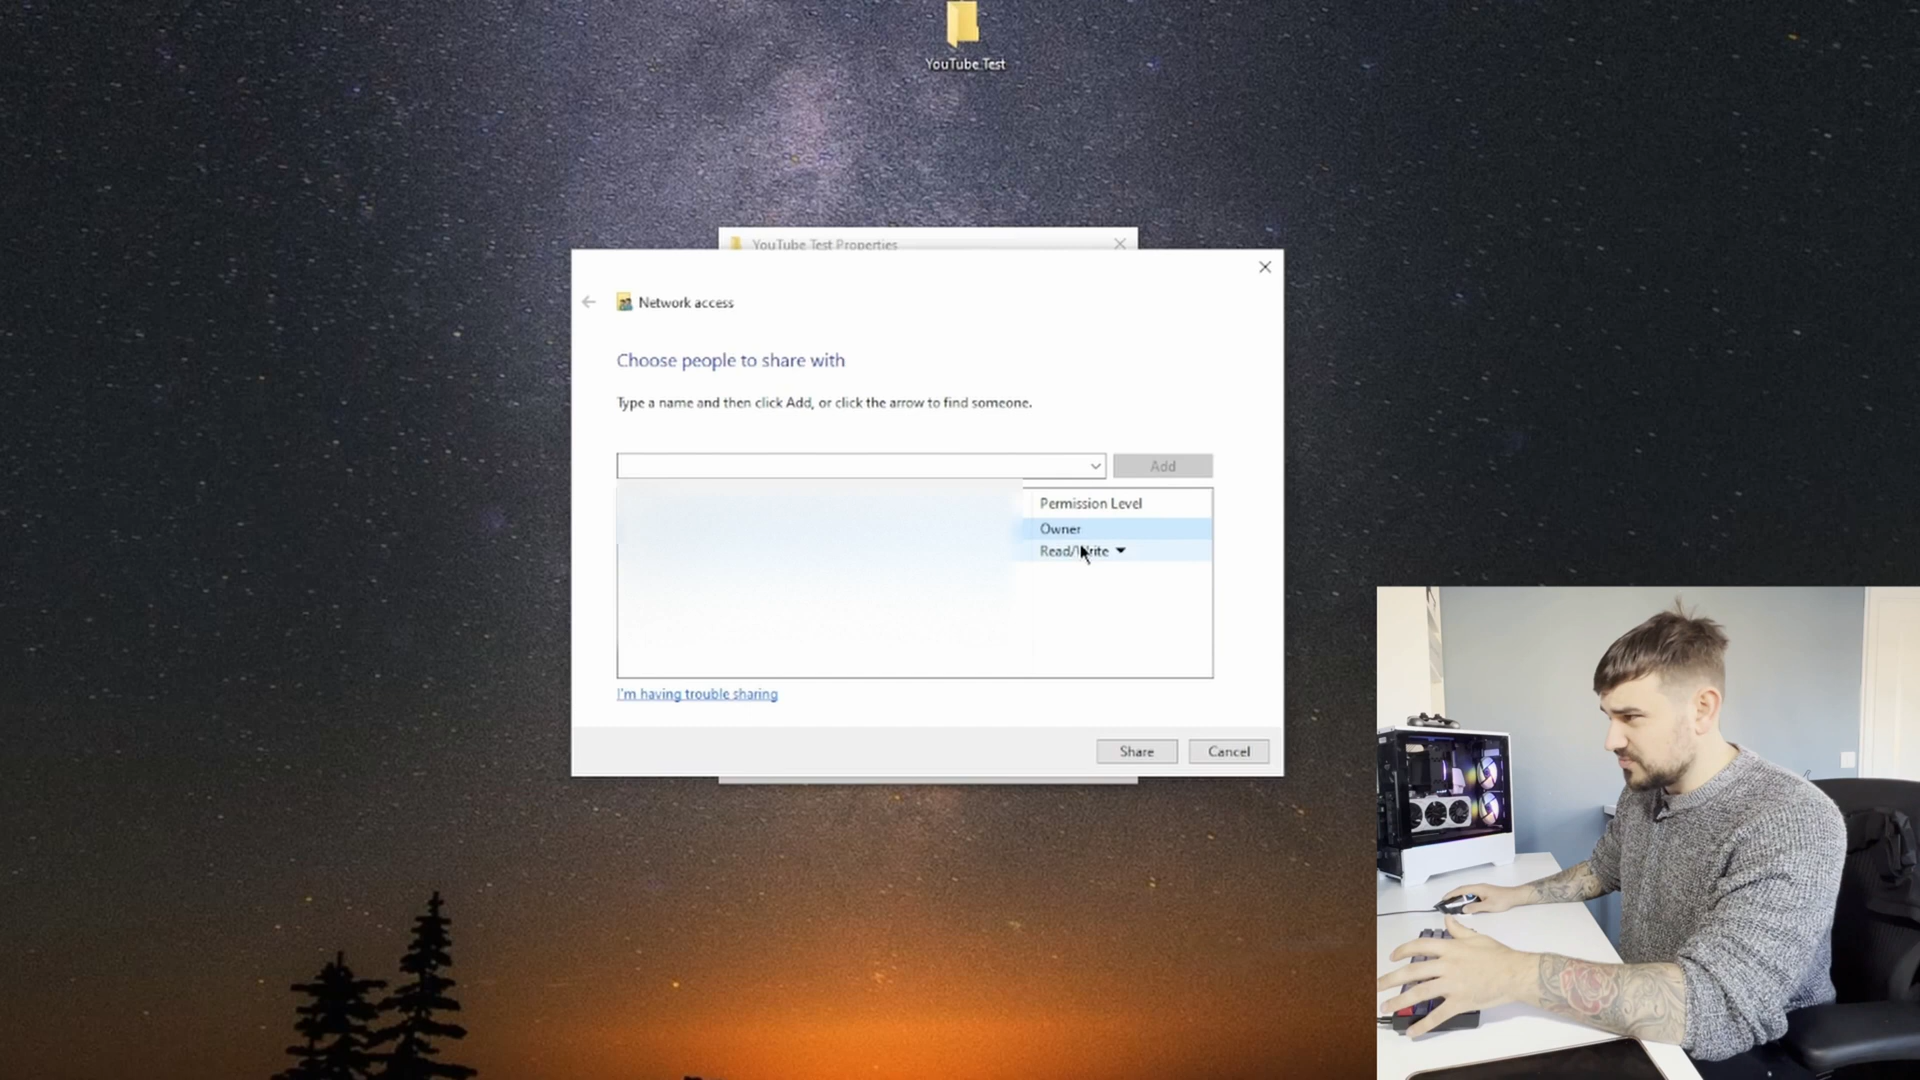 YouTube Test
YouTube Test Properties
Network access
Choose people to share with
Type a name and then click Add, or click the arrow to find someone.
Add
Permission Level
Owner
Read/Write
I'm having trouble sharing
Share
Cancel